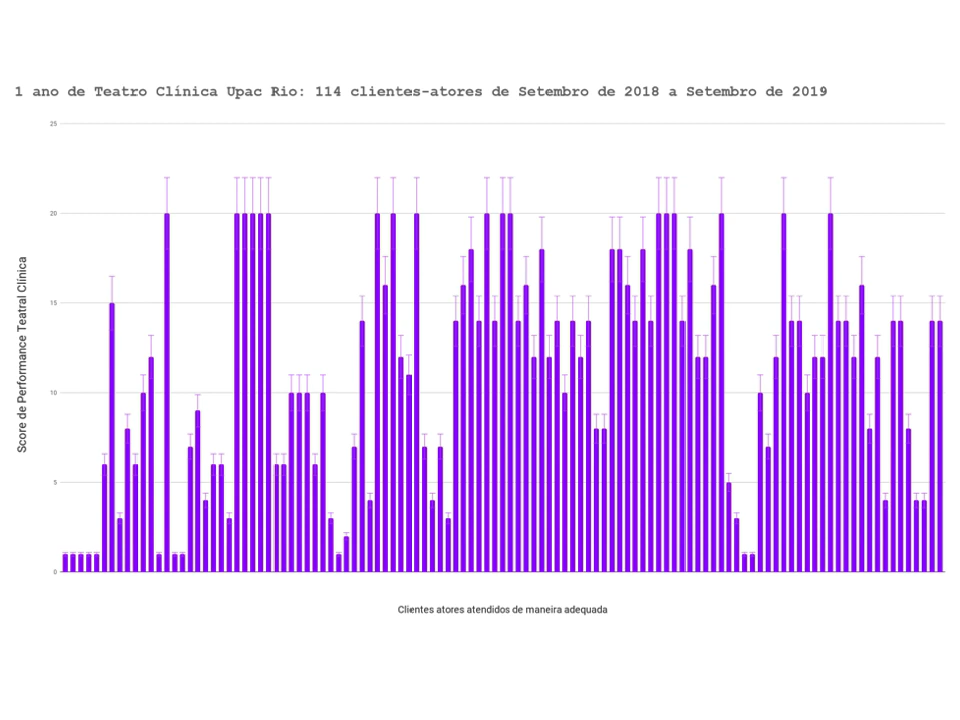 1 ano de Teatro Clínica Upac Rio: 114 clientes-atores de Setembro de 2018 a Setembro de 2019
25
20
15
10
5
0
Score de Performance Teatral Clínica
Clientes atores atendidos de maneira adequada